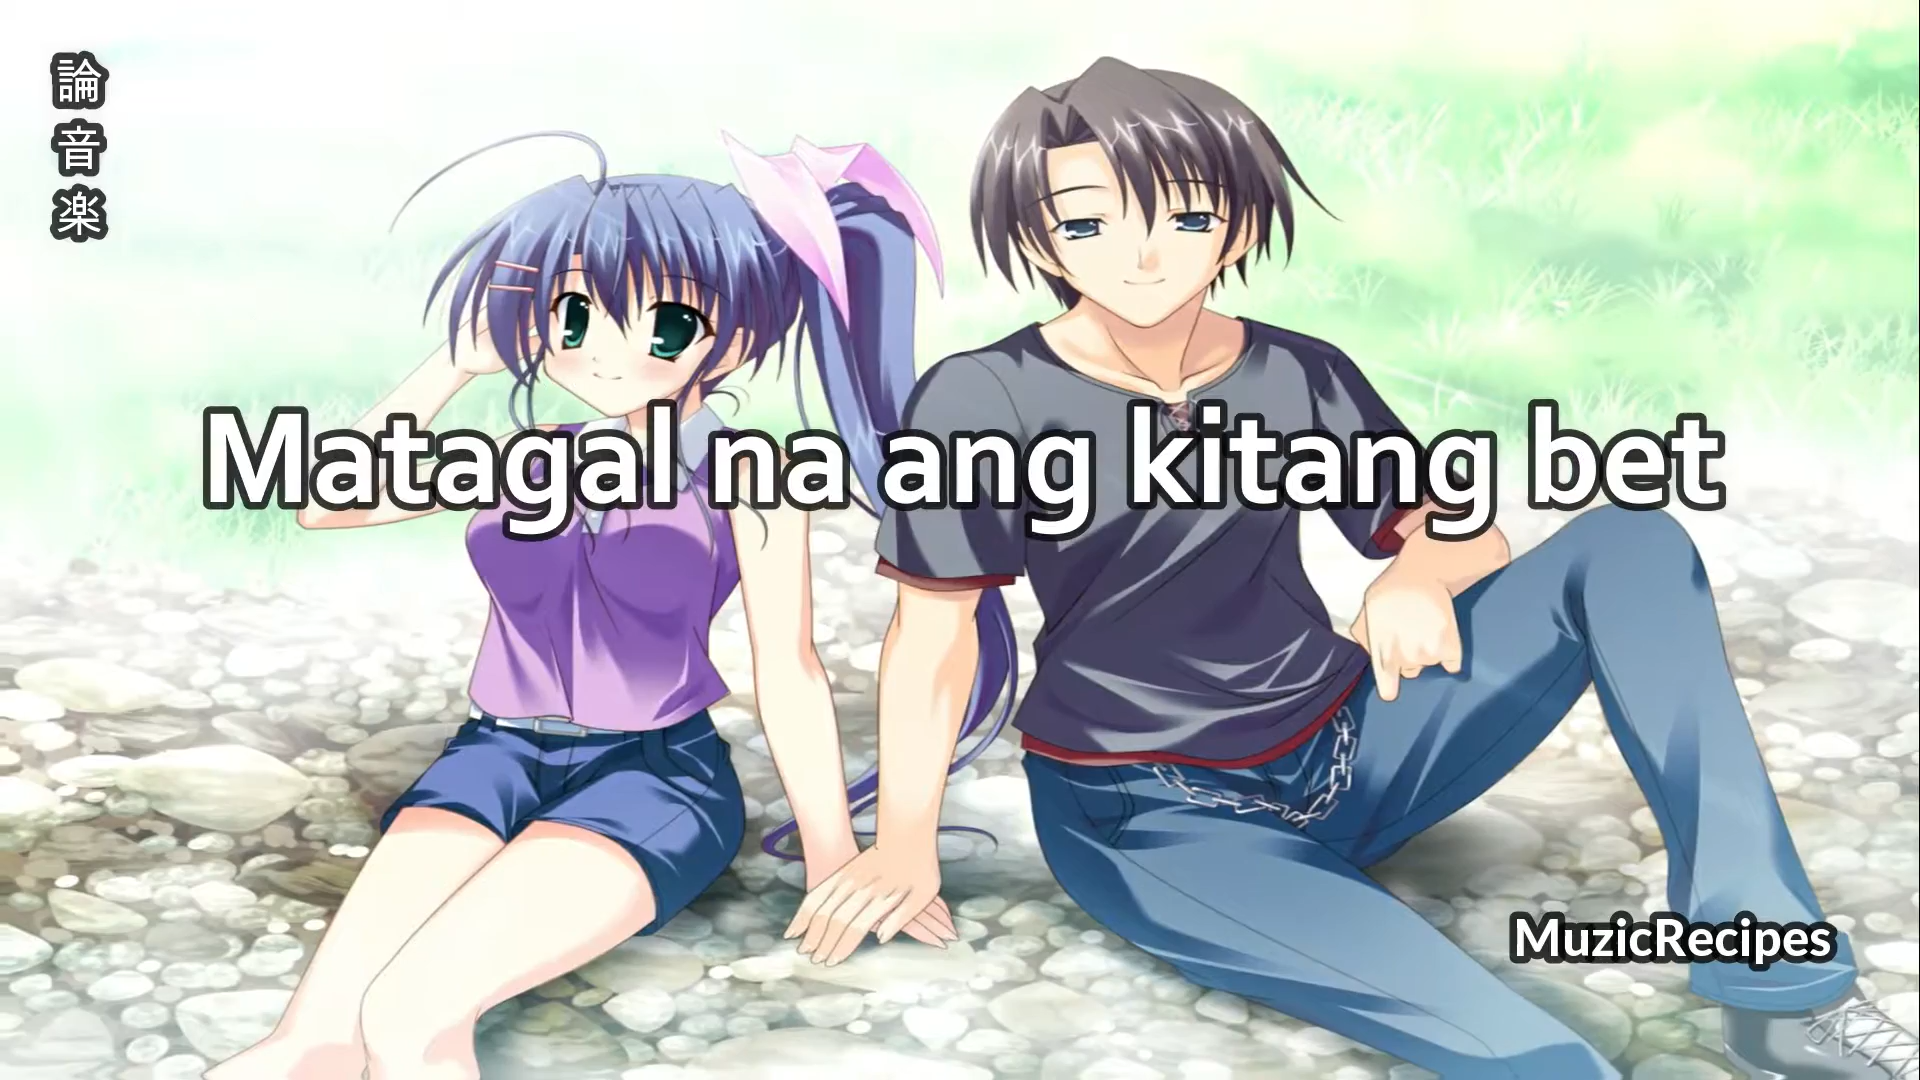 論音楽
Matagal na ang kitang bet
MuzicRecipes